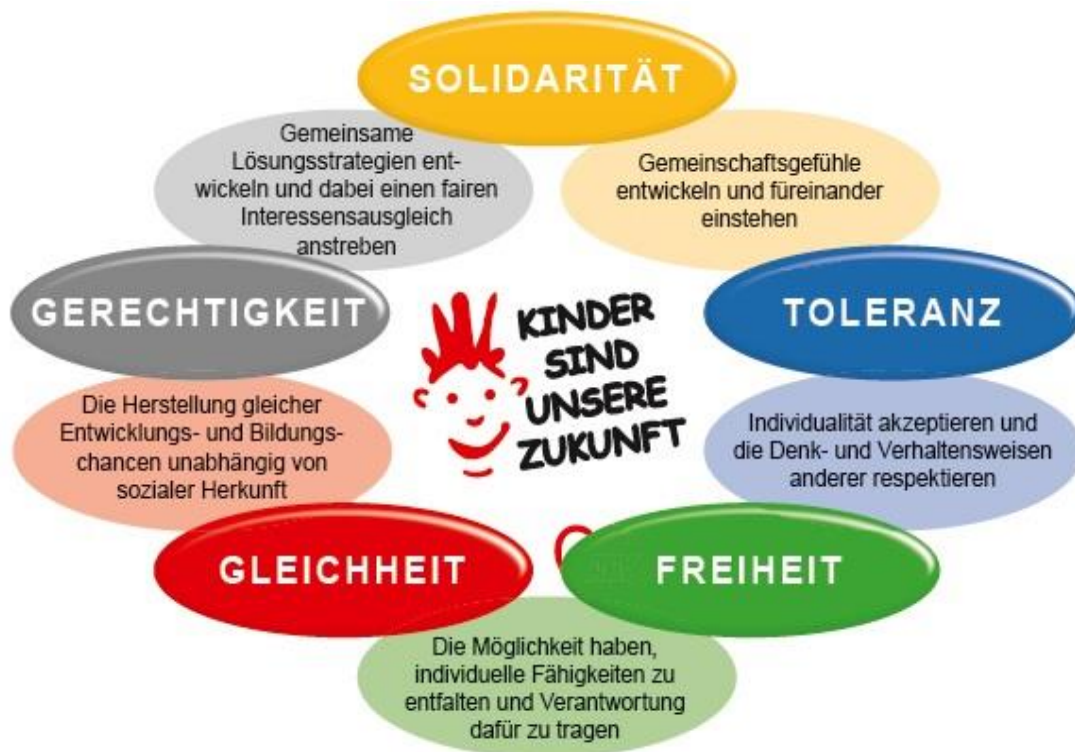 SOLIDARITÄT
Gemeinsame
Lösungsstrategien ent-
wickeln und dabei einen fairen
Interessensausgleich
anstreben
Gemeinschaftsgefühle
entwickeln und füreinander
einstehen
GERECHTIGKEIT
KINDER
SIND
UNSERE
ZUKUNFT
TOLERANZ
Die Herstellung gleicher
Entwicklungs- und Bildungs-
chancen unabhängig von
sozialer Herkunft
Individualität akzeptieren und
die Denk- und Verhaltensweisen
anderer respektieren
GLEICHHEIT
FREIHEIT
Die Möglichkeit haben,
individuelle Fähigkeiten zu
entfalten und Verantwortung
dafür zu tragen